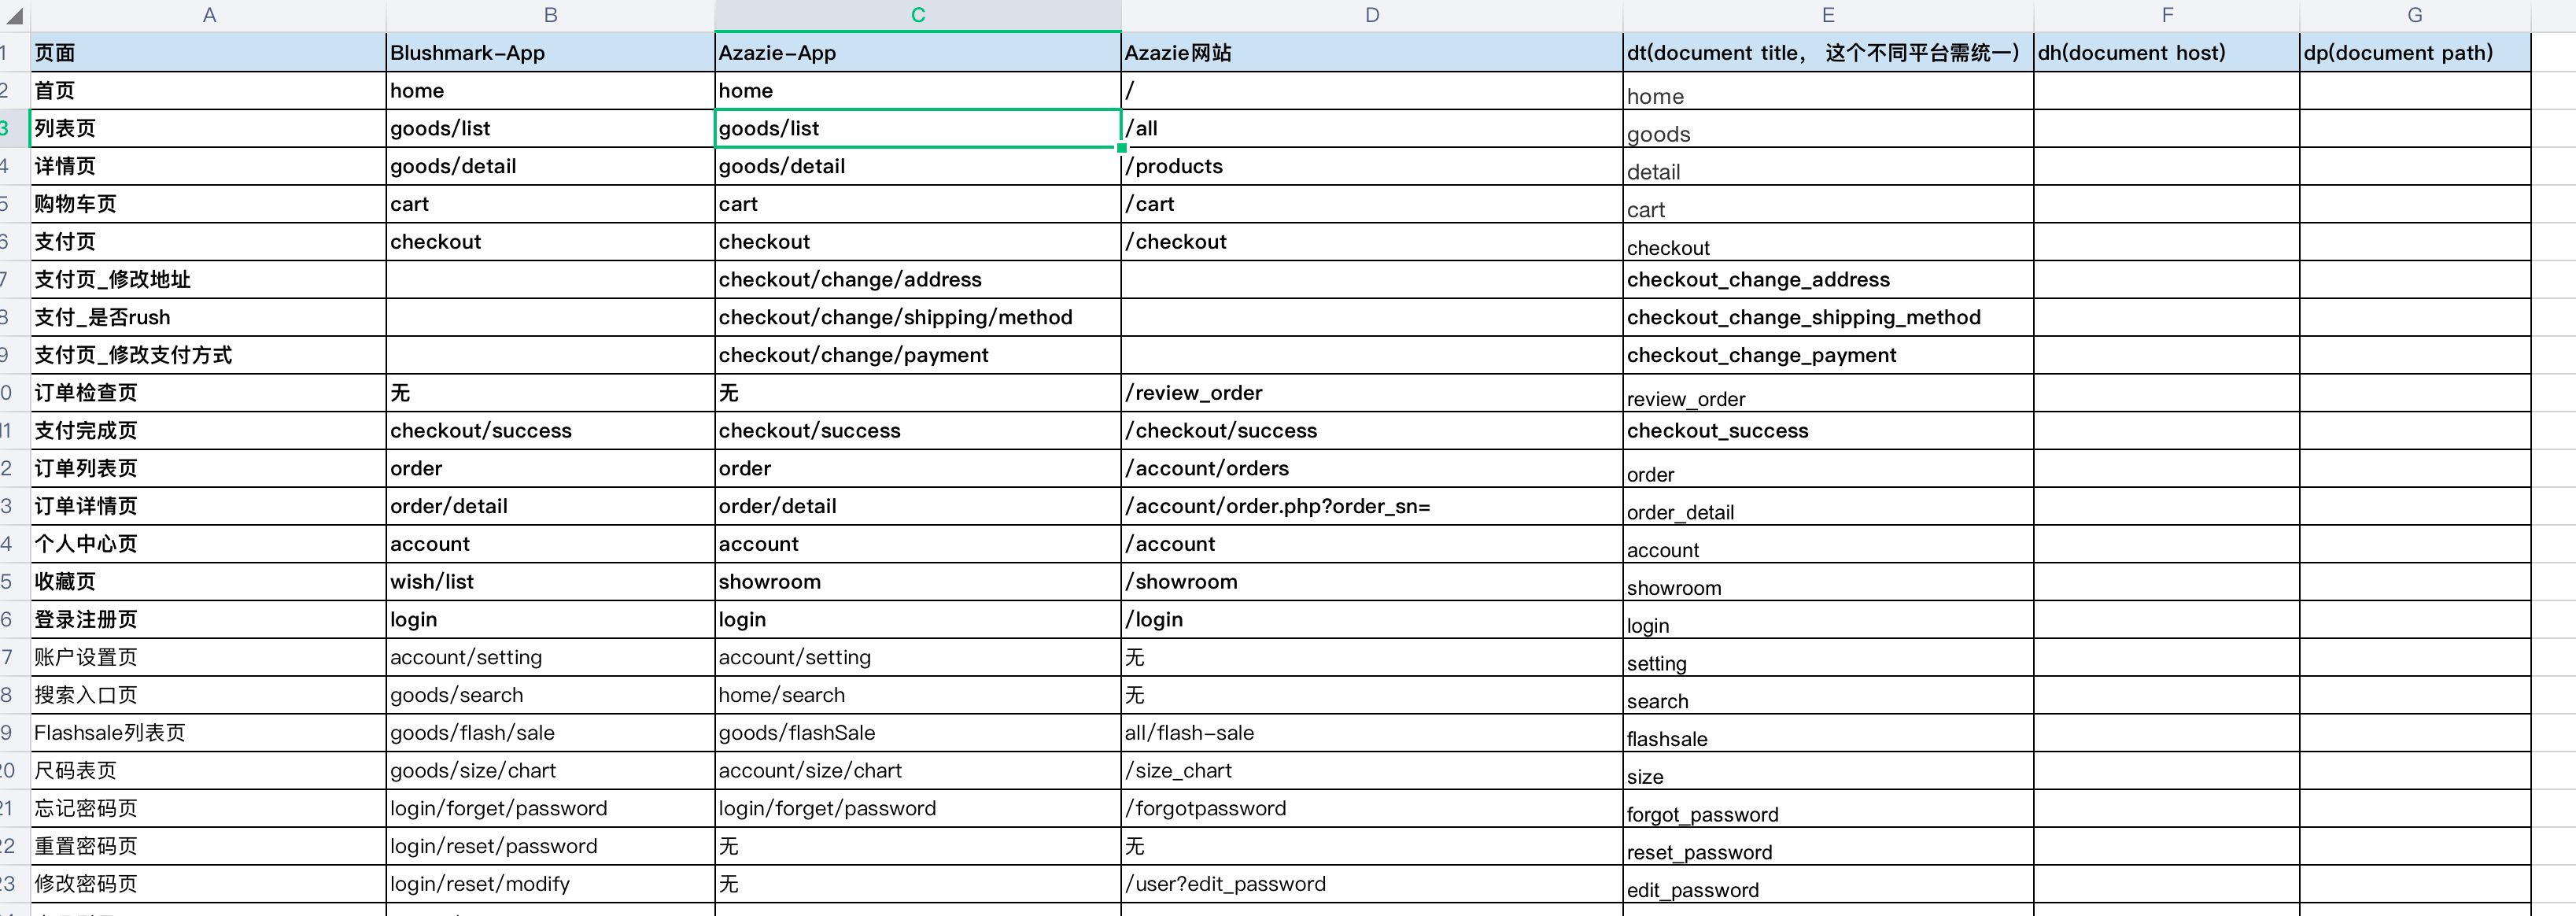 A B C D E F G
1 页面 Blushmark-App Azazie-App Azazie网站 dt(document title, 这个不同平台需统一) dh(document host) dp(document path)
2 首页 home home / home
3 列表页 goods/list goods/list /all goods
4 详情页 goods/detail goods/detail /products detail
5 购物车页 cart cart /cart cart
6 支付页 checkout checkout /checkout checkout
7 支付页_修改地址 checkout/change/address checkout_change_address
8 支付_是否rush checkout/change/shipping/method checkout_change_shipping_method
9 支付页_修改支付方式 checkout/change/payment checkout_change_payment
0 订单检查页 无 无 /review_order review_order
11 支付完成页 checkout/success checkout/success /checkout/success checkout_success
2 订单列表页 order order /account/orders order
3 订单详情页 order/detail order/detail /account/order.php?order_sn= order_detail
4 个人中心页 account account /account account
5 收藏页 wish/list showroom /showroom showroom
6 登录注册页 login login /login login
7 账户设置页 account/setting account/setting 无 setting
8 搜索入口页 goods/search home/search 无 search
9 Flashsale列表页 goods/flash/sale goods/flashSale all/flash-sale flashsale
20 尺码表页 goods/size/chart account/size/chart /size_chart size
21 忘记密码页 login/forget/password login/forget/password /forgotpassword forgot_password
22 重置密码页 login/reset/password 无 无 reset_password
23 修改密码页 login/reset/modify 无 /user?edit_password edit_password